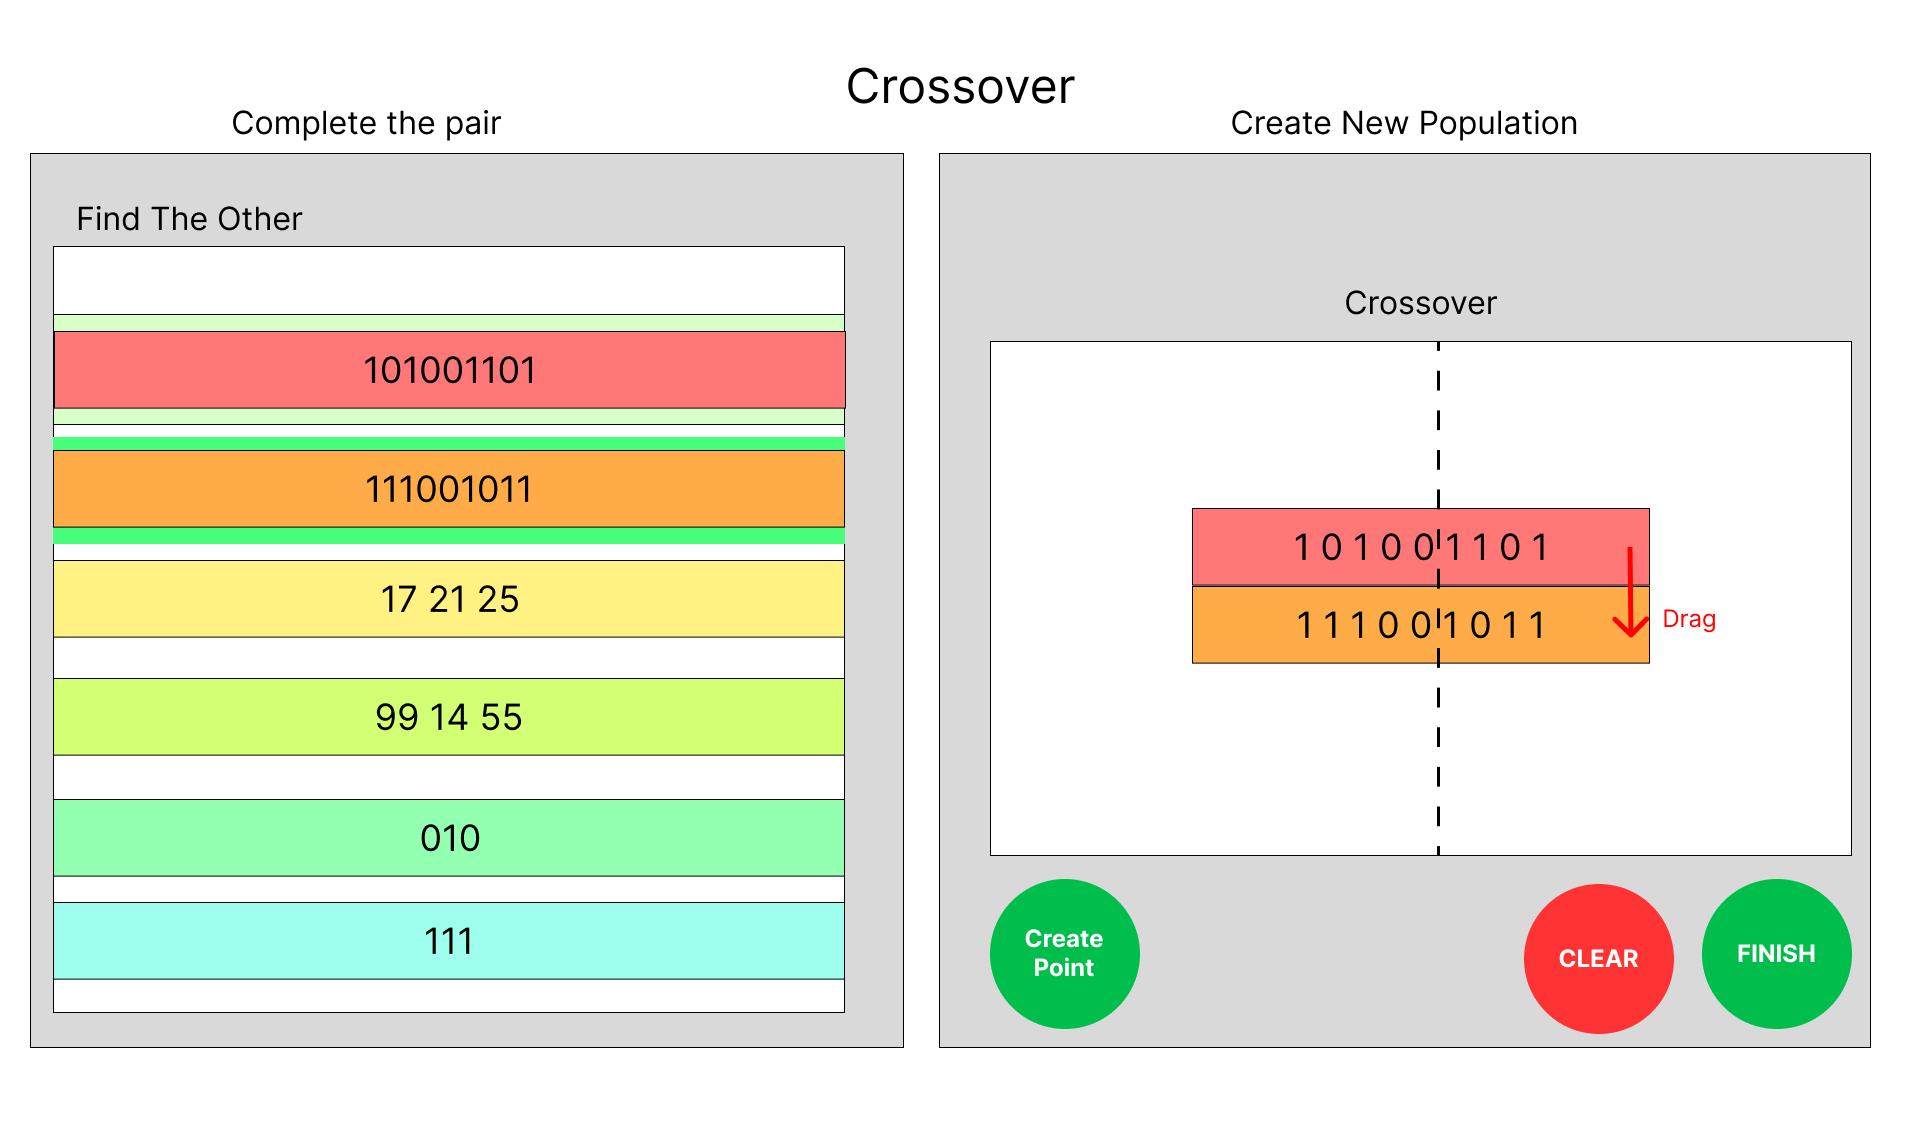 Crossover
Complete the pair
Find The Other
101001101
111001011
17 21 25
99 14 55
010
111
Create New Population
Crossover
1 0 1 0 0 1 1 0 1
1 1 1 0 0 1 0 1 1
Drag
Create
Point
CLEAR
FINISH